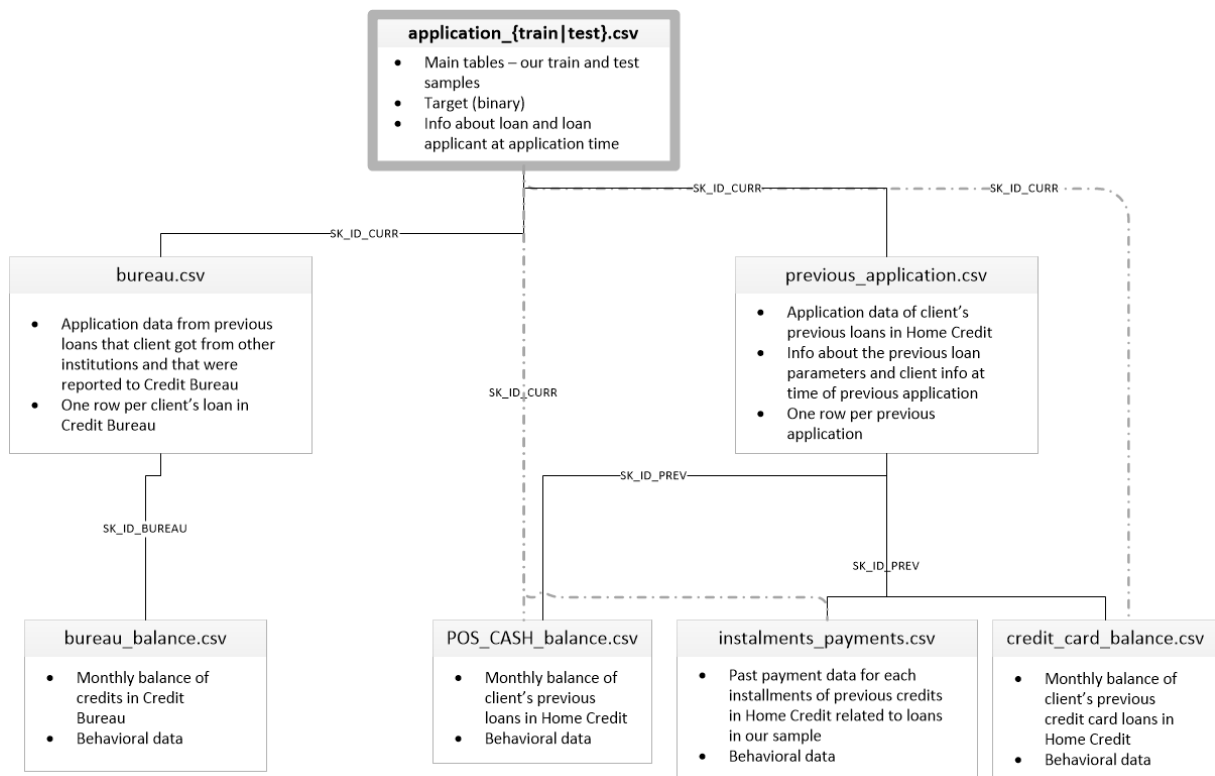 application_{train|test}.csv
• Main tables – our train and test
samples
• Target (binary)
• Info about loan and loan
applicant at application time
SK_ID_CURR
SK_ID_CURR
SK_ID_CURR
bureau.csv
• Application data from previous
loans that client got from other
institutions and that were
reported to Credit Bureau
• One row per client's loan in
Credit Bureau
previous_application.csv
• Application data of client's
previous loans in Home Credit
• Info about the previous loan
parameters and client info at
time of previous application
• One row per previous
application
SK_ID_CURR
SK_ID_PREV
SK_ID_BUREAU
SK_ID_PREV
bureau_balance.csv
• Monthly balance of
credits in Credit
Bureau
• Behavioral data
POS_CASH_balance.csv
• Monthly balance of
client's previous
loans in Home Credit
• Behavioral data
instalments_payments.csv
• Past payment data for each
installments of previous credits
in Home Credit related to loans
in our sample
• Behavioral data
credit_card_balance.csv
• Monthly balance of
client's previous
credit card loans in
Home Credit
• Behavioral data